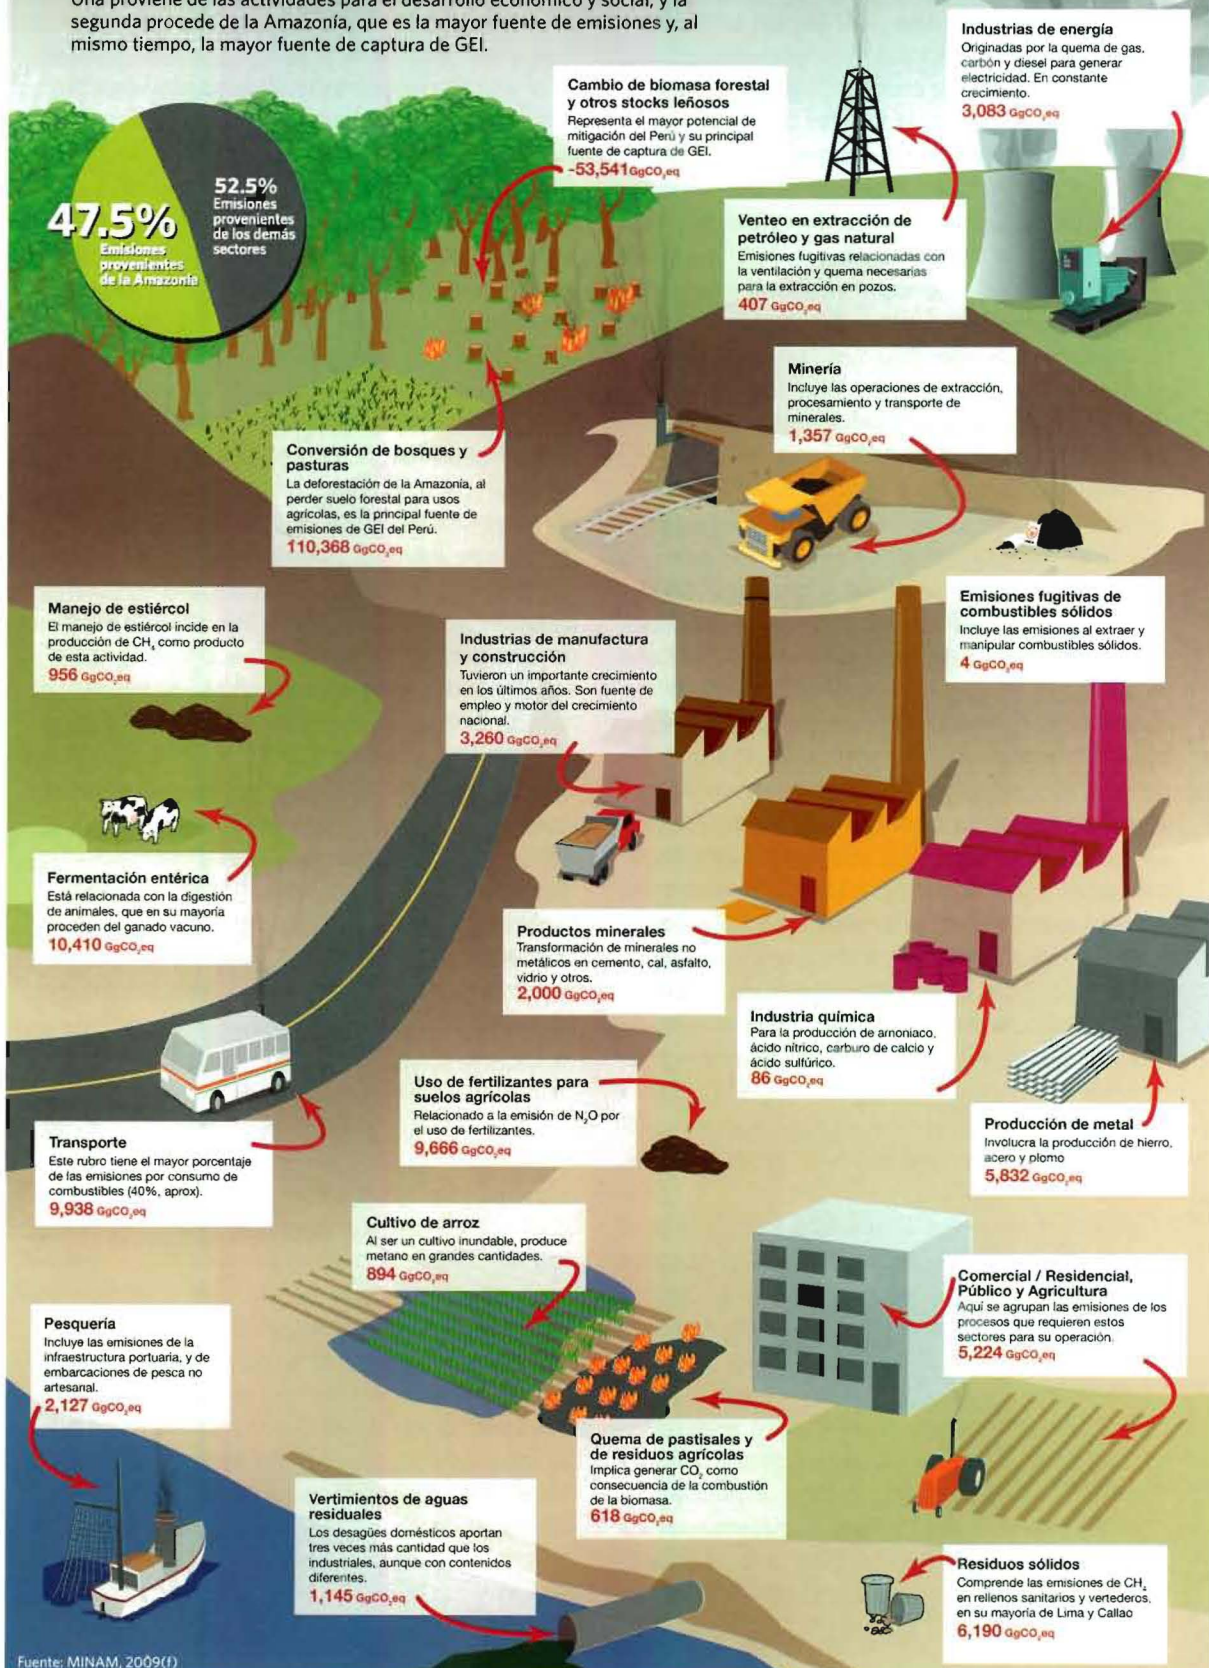 Una proviene de las actividades para el desarrollo económico y social, y la
segunda procede de la Amazonía, que es la mayor fuente de emisiones y, al
mismo tiempo, la mayor fuente de captura de GEI.
Industrias de energía
Originadas por la quema de gas,
carbón y diesel para generar
electricidad. En constante
crecimiento.
3,083 GgCO₂eq
Cambio de biomasa forestal
y otros stocks leñosos
Representa el mayor potencial de
mitigación del Perú y su principal
fuente de captura de GEI.
-53,541 GgCO₂eq
47.5%
Emisiones
provenientes
de la Amazonía
52.5%
Emisiones
provenientes
de los demás
sectores
Venteo en extracción de
petróleo y gas natural
Emisiones fugitivas relacionadas con
la ventilación y quema necesarias
para la extracción en pozos.
407 GgCO₂eq
Minería
Incluye las operaciones de extracción,
procesamiento y transporte de
minerales.
1,357 GgCO₂eq
Conversión de bosques y
pasturas
La deforestación de la Amazonía, al
perder suelo forestal para usos
agrícolas, es la principal fuente de
emisiones de GEI del Perú.
110,368 GgCO₂eq
Manejo de estiércol
El manejo de estiércol incide en la
producción de CH₄ como producto
de esta actividad.
956 GgCO₂eq
Industrias de manufactura
y construcción
Tuvieron un importante crecimiento
en los últimos años. Son fuente de
empleo y motor del crecimiento
nacional.
3,260 GgCO₂eq
Emisiones fugitivas de
combustibles sólidos
Incluye las emisiones al extraer y
manipular combustibles sólidos.
4 GgCO₂eq
Fermentación entérica
Está relacionada con la digestión
de animales, que en su mayoría
proceden del ganado vacuno.
10,410 GgCO₂eq
Productos minerales
Transformación de minerales no
metálicos en cemento, cal, asfalto,
vidrio y otros.
2,000 GgCO₂eq
Industria química
Para la producción de amoniaco,
ácido nítrico, carburo de calcio y
ácido sulfúrico.
86 GgCO₂eq
Uso de fertilizantes para
suelos agrícolas
Relacionado a la emisión de N₂O por
el uso de fertilizantes.
9,666 GgCO₂eq
Producción de metal
Involucra la producción de hierro,
acero y plomo
5,832 GgCO₂eq
Transporte
Este rubro tiene el mayor porcentaje
de las emisiones por consumo de
combustibles (40%, aprox).
9,938 GgCO₂eq
Cultivo de arroz
Al ser un cultivo inundable, produce
metano en grandes cantidades.
894 GgCO₂eq
Comercial / Residencial,
Público y Agricultura
Aquí se agrupan las emisiones de los
procesos que requieren estos
sectores para su operación.
5,224 GgCO₂eq
Pesquería
Incluye las emisiones de la
infraestructura portuaria, y de
embarcaciones de pesca no
artesanal.
2,127 GgCO₂eq
Quema de pastisales y
de residuos agrícolas
Implica generar CO₂ como
consecuencia de la combustión
de la biomasa.
618 GgCO₂eq
Vertimientos de aguas
residuales
Los desagües domésticos aportan
tres veces más cantidad que los
industriales, aunque con contenidos
diferentes.
1,145 GgCO₂eq
Residuos sólidos
Comprende las emisiones de CH₄
en rellenos sanitarios y vertederos,
en su mayoría de Lima y Callao
6,190 GgCO₂eq
Fuente: MINAM, 2009(f)